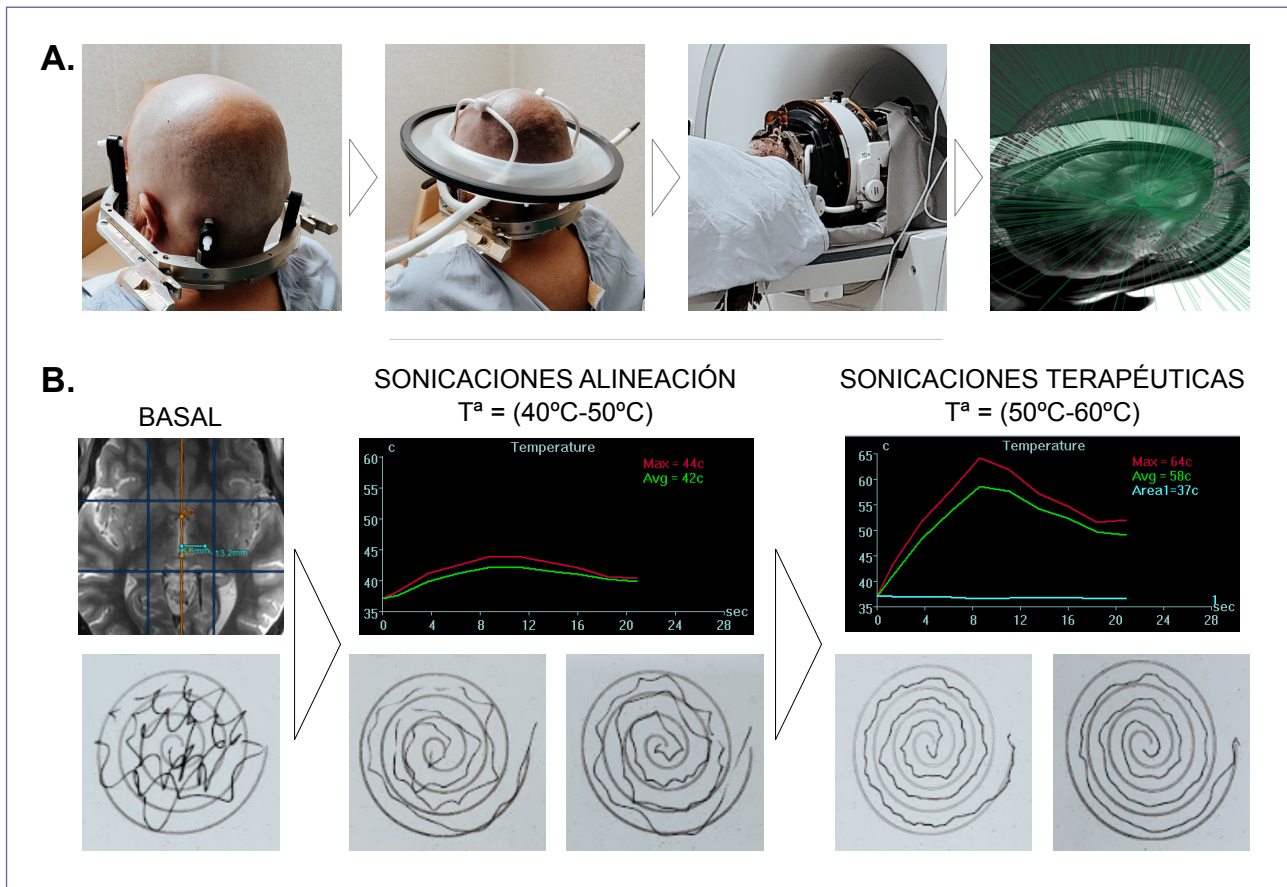 A.
B.
BASAL
SONICACIONES ALINEACIÓN
Tª = (40ºC-50ºC)
SONICACIONES TERAPÉUTICAS
Tª = (50ºC-60ºC)
AC
13.2mm
c
Temperature
Max = 44c
Avg = 42c
60
55
50
45
40
35
0
4
8
12
16
20
24
28
sec
c
Temperature
Max = 64c
Avg = 58c
Area1=37c
65
60
55
50
45
40
35
1
0
4
8
12
16
20
24
28
sec